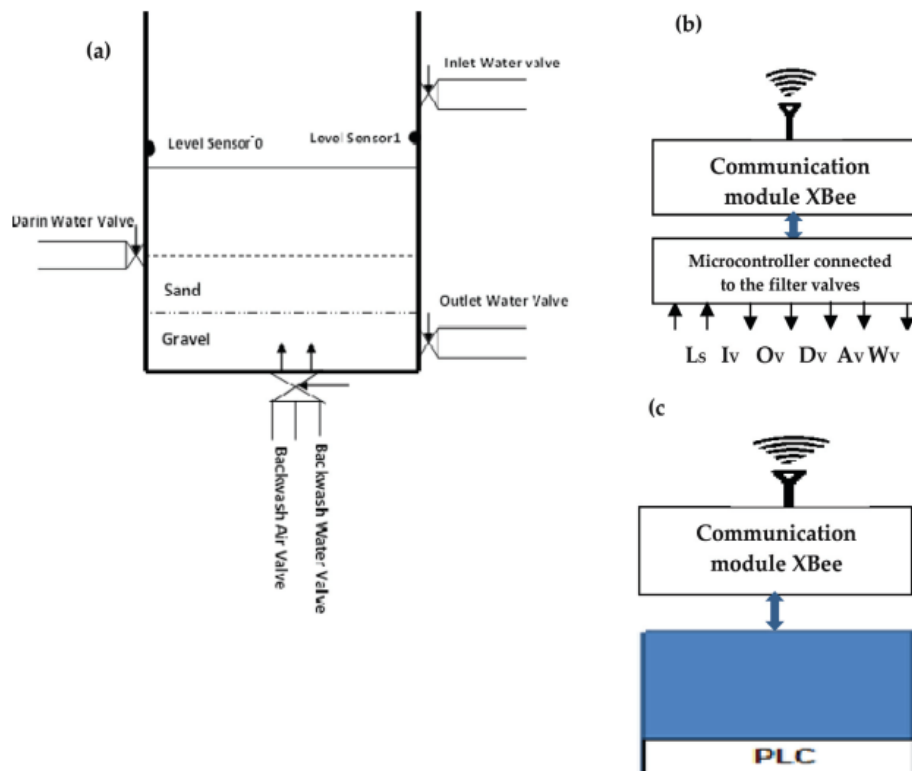 (a)
Inlet Water valve
Level Sensor 0
Level Sensor1
Darin Water Valve
Sand
Outlet Water Valve
Gravel
Backwash Air Valve
Backwash Water Valve
(b)
Communication
module XBee
Microcontroller connected
to the filter valves
Ls Iv Ov Dv Av Wv
(c
Communication
module XBee
PLC